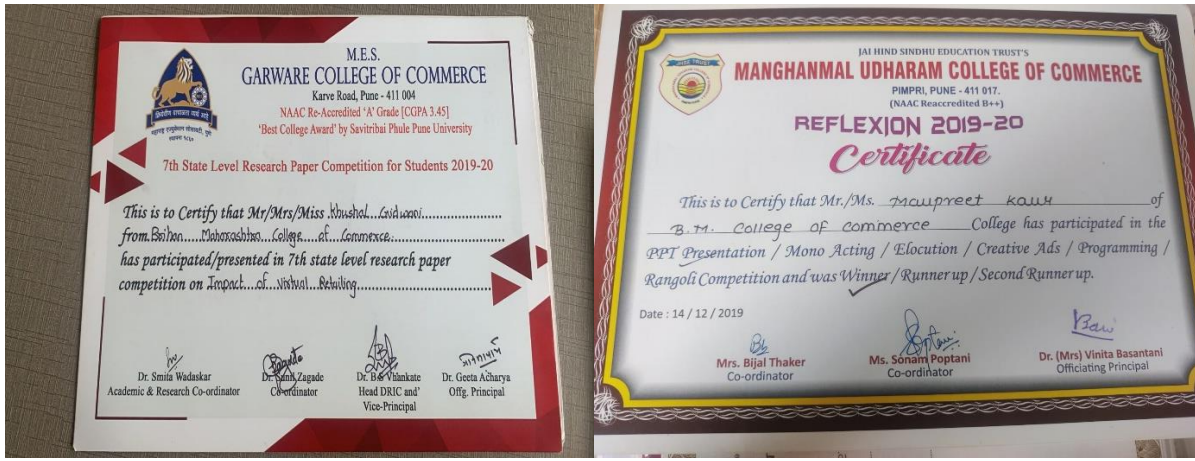 M.E.S.
GARWARE COLLEGE OF COMMERCE
Karve Road, Pune - 411 004
NAAC Re-Accredited 'A' Grade [CGPA 3.45]
'Best College Award' by Savitribai Phule Pune University
7th State Level Research Paper Competition for Students 2019-20
This is to Certify that Mr/Mrs/Miss Khushal Gidwani
from Brihan Maharashtra College of Commerce
has participated/presented in 7th state level research paper
competition on Impact of Virtual Retailing
Dr. Smita Wadaskar
Academic & Research Co-ordinator
Dr. Zagade
Co-ordinator
Dr. B.S Vhankate
Head DRIC and'
Vice-Principal
Dr. Geeta Acharya
Offg. Principal
JAI HIND SINDHU EDUCATION TRUST'S
MANGHANMAL UDHARAM COLLEGE OF COMMERCE
PIMPRI, PUNE - 411 017.
(NAAC Reaccredited B++)
REFLEXION 2019-20
Certificate
This is to Certify that Mr./Ms. Manpreet Kaur of
B.M. College of commerce College has participated in the
PPT Presentation / Mono Acting / Elocution / Creative Ads / Programming /
Rangoli Competition and was Winner / Runner up / Second Runner up.
Date : 14 / 12 / 2019
Mrs. Bijal Thaker
Co-ordinator
Ms. Sonam Poptani
Co-ordinator
Dr. (Mrs) Vinita Basantani
Officiating Principal